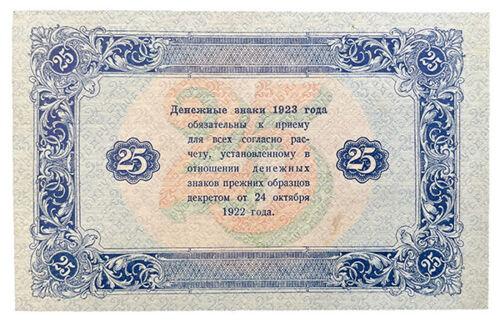 25 25
Денежные знаки 1923 года
обязательны к приему
для всех согласно рас-
чету, установленному в
25 отношении денежных 25
знаков прежних образцов
декретом от 24 октября
1922 года.
25 25